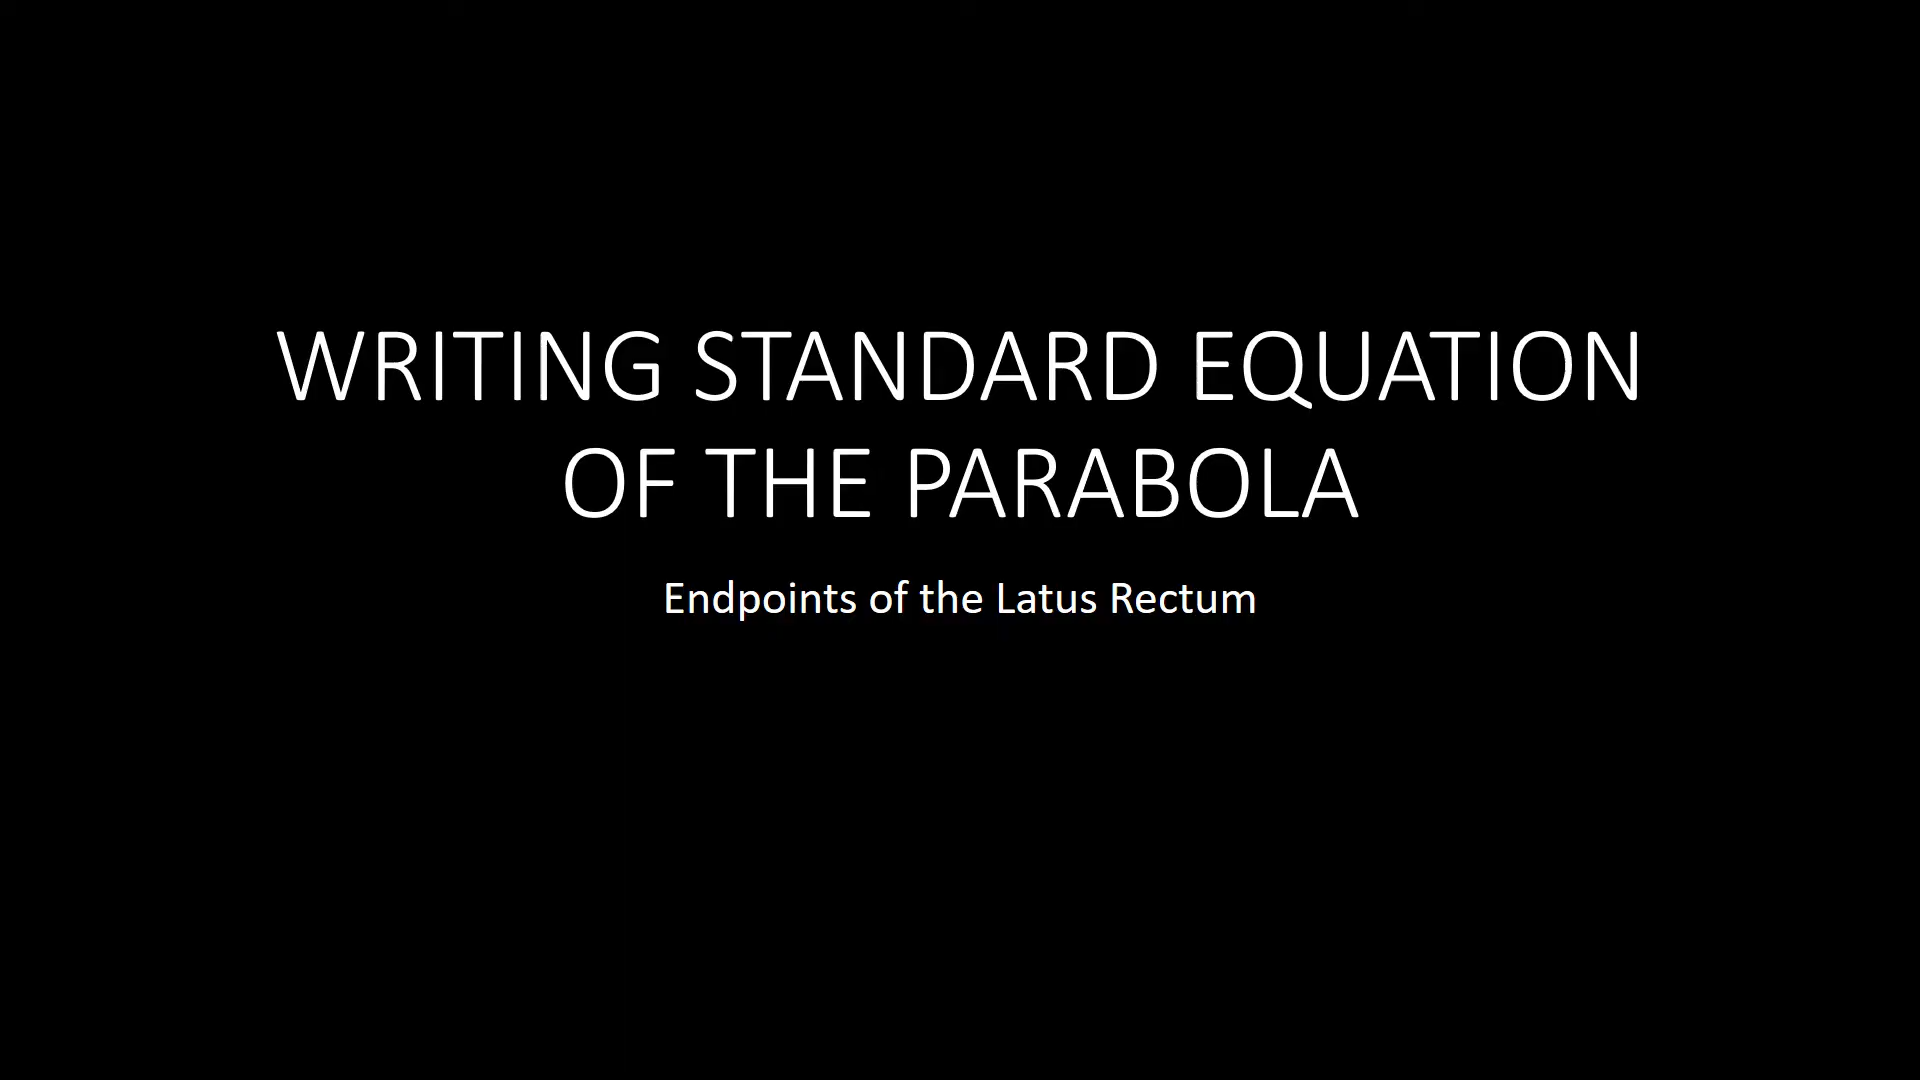 WRITING STANDARD EQUATION
OF THE PARABOLA
Endpoints of the Latus Rectum